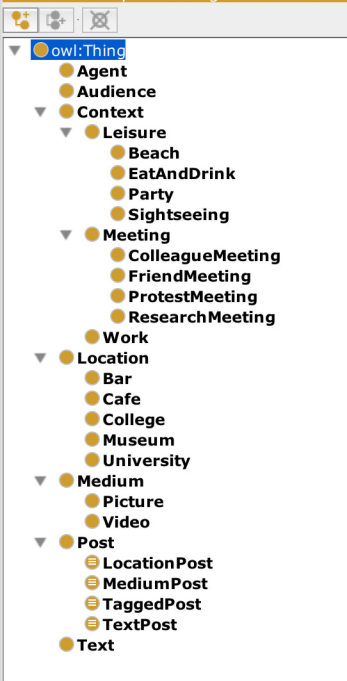 owl:Thing
Agent
Audience
Context
Leisure
Beach
EatAndDrink
Party
Sightseeing
Meeting
ColleagueMeeting
FriendMeeting
ProtestMeeting
ResearchMeeting
Work
Location
Bar
Cafe
College
Museum
University
Medium
Picture
Video
Post
LocationPost
MediumPost
TaggedPost
TextPost
Text